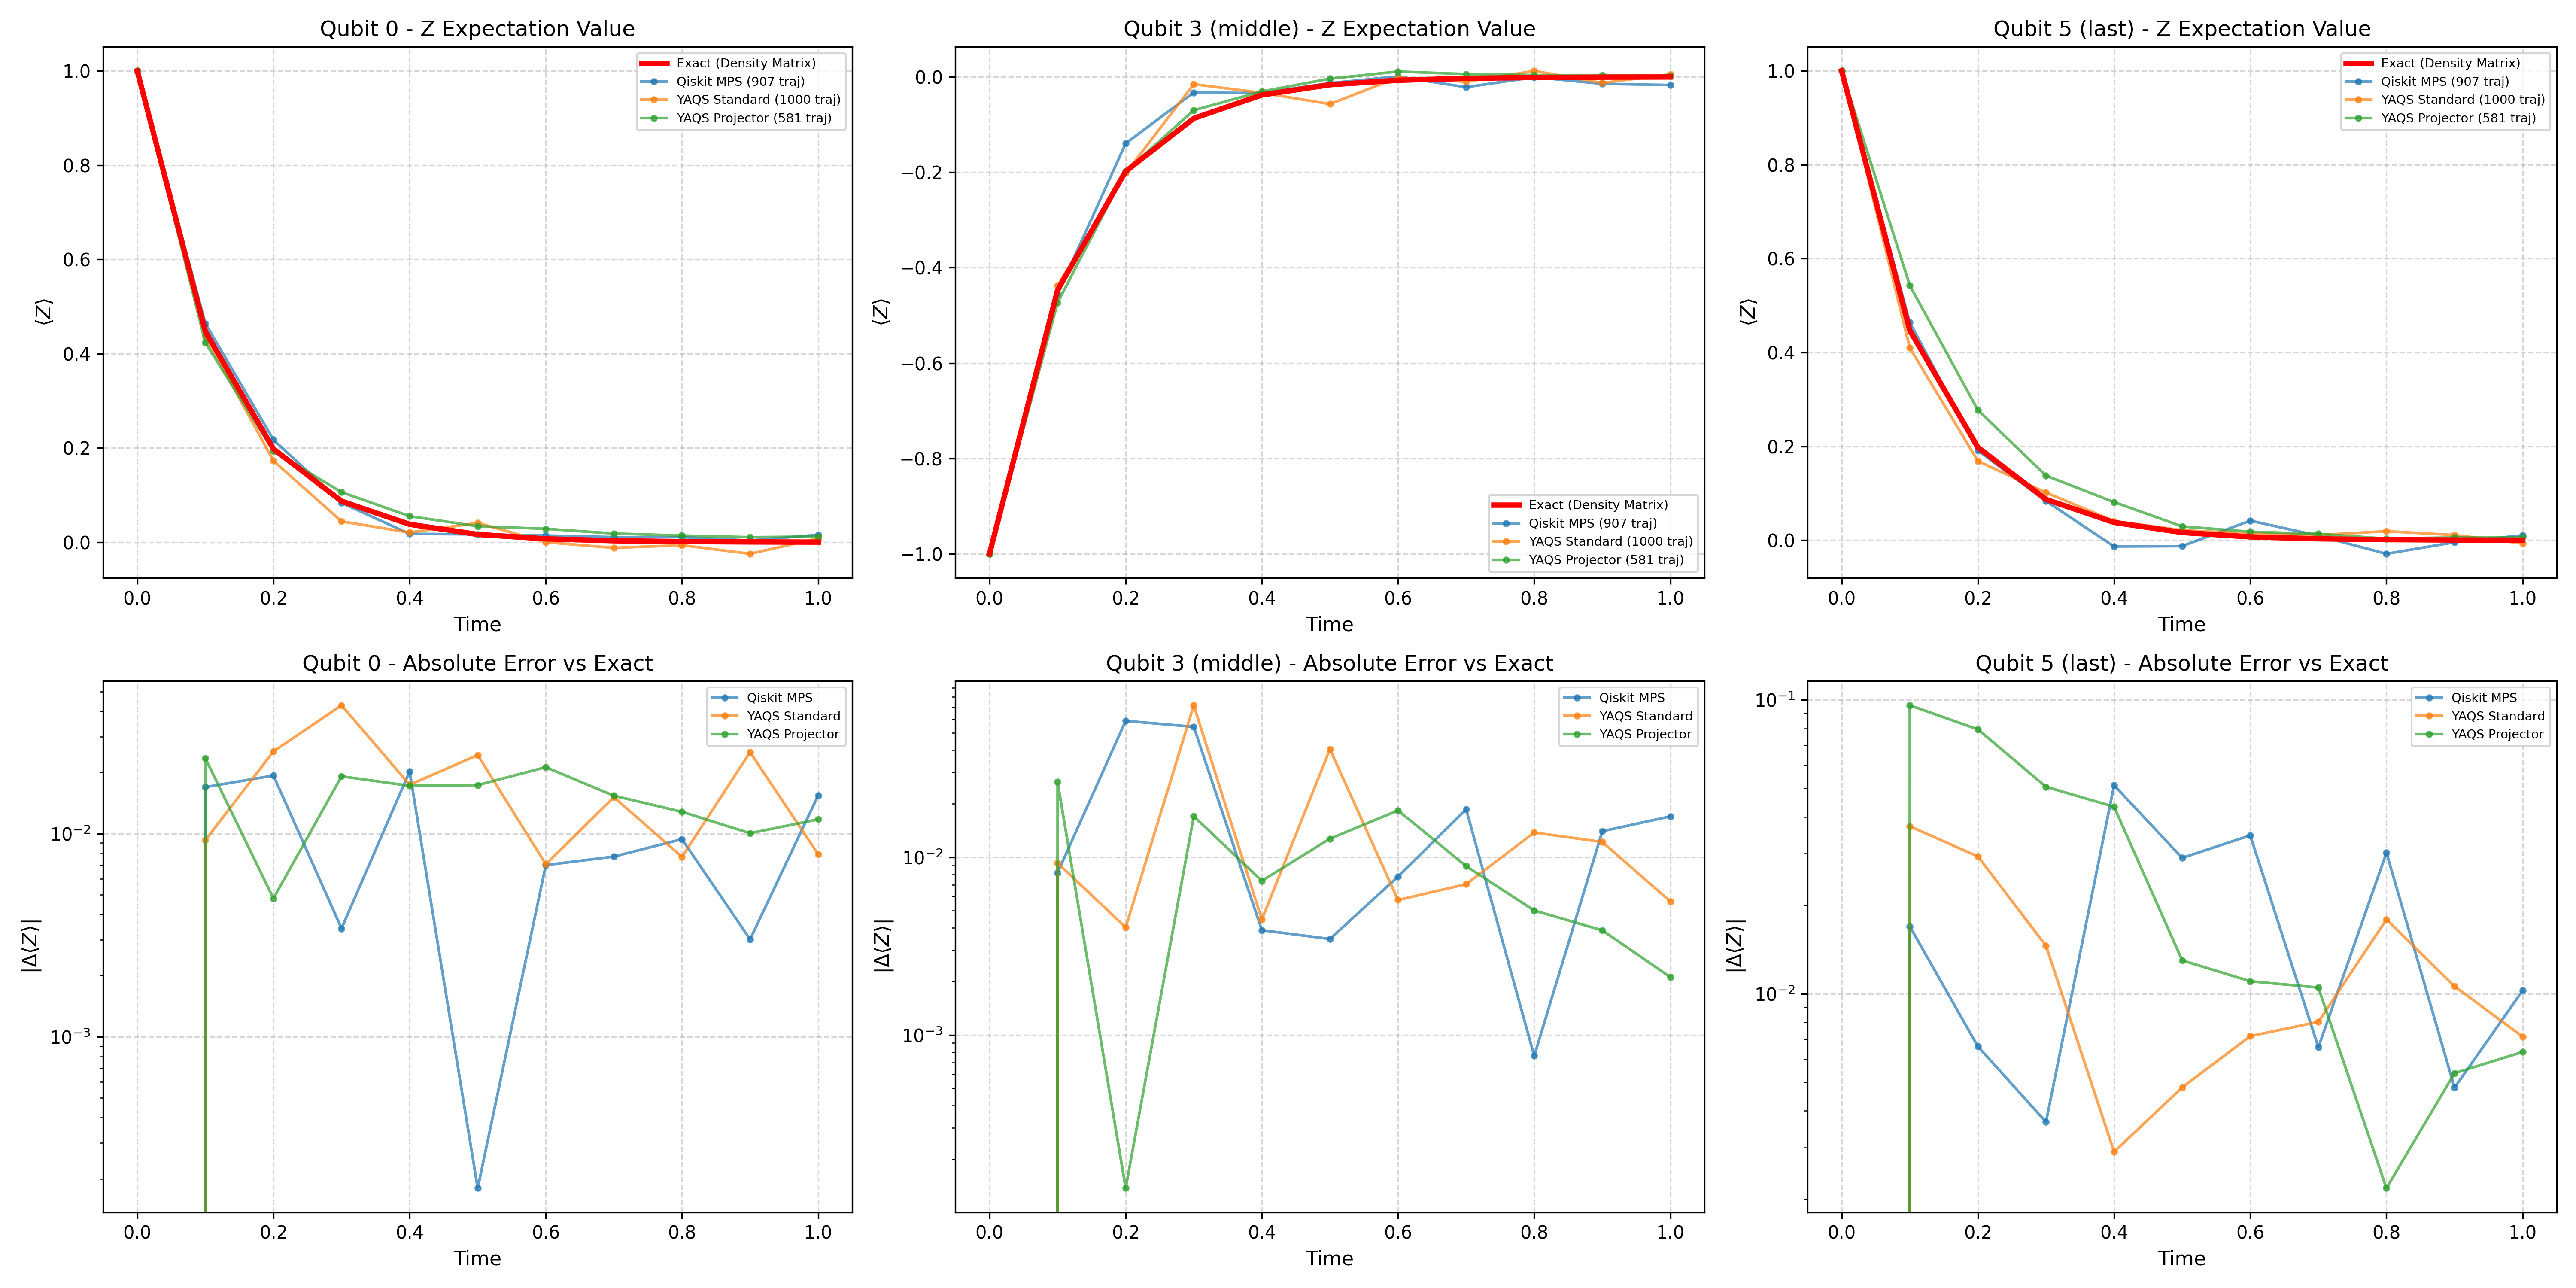 Qubit 0 - Z Expectation Value
1.0
0.8
0.6
0.4
0.2
0.0
⟨Z⟩
0.0 0.2 0.4 0.6 0.8 1.0
Time
Exact (Density Matrix)
Qiskit MPS (907 traj)
YAQS Standard (1000 traj)
YAQS Projector (581 traj)
Qubit 3 (middle) - Z Expectation Value
0.0
−0.2
−0.4
−0.6
−0.8
−1.0
⟨Z⟩
0.0 0.2 0.4 0.6 0.8 1.0
Time
Exact (Density Matrix)
Qiskit MPS (907 traj)
YAQS Standard (1000 traj)
YAQS Projector (581 traj)
Qubit 5 (last) - Z Expectation Value
1.0
0.8
0.6
0.4
0.2
0.0
⟨Z⟩
0.0 0.2 0.4 0.6 0.8 1.0
Time
Exact (Density Matrix)
Qiskit MPS (907 traj)
YAQS Standard (1000 traj)
YAQS Projector (581 traj)
Qubit 0 - Absolute Error vs Exact
10⁻²
10⁻³
|Δ⟨Z⟩|
0.0 0.2 0.4 0.6 0.8 1.0
Time
Qiskit MPS
YAQS Standard
YAQS Projector
Qubit 3 (middle) - Absolute Error vs Exact
10⁻²
10⁻³
|Δ⟨Z⟩|
0.0 0.2 0.4 0.6 0.8 1.0
Time
Qiskit MPS
YAQS Standard
YAQS Projector
Qubit 5 (last) - Absolute Error vs Exact
10⁻¹
10⁻²
|Δ⟨Z⟩|
0.0 0.2 0.4 0.6 0.8 1.0
Time
Qiskit MPS
YAQS Standard
YAQS Projector